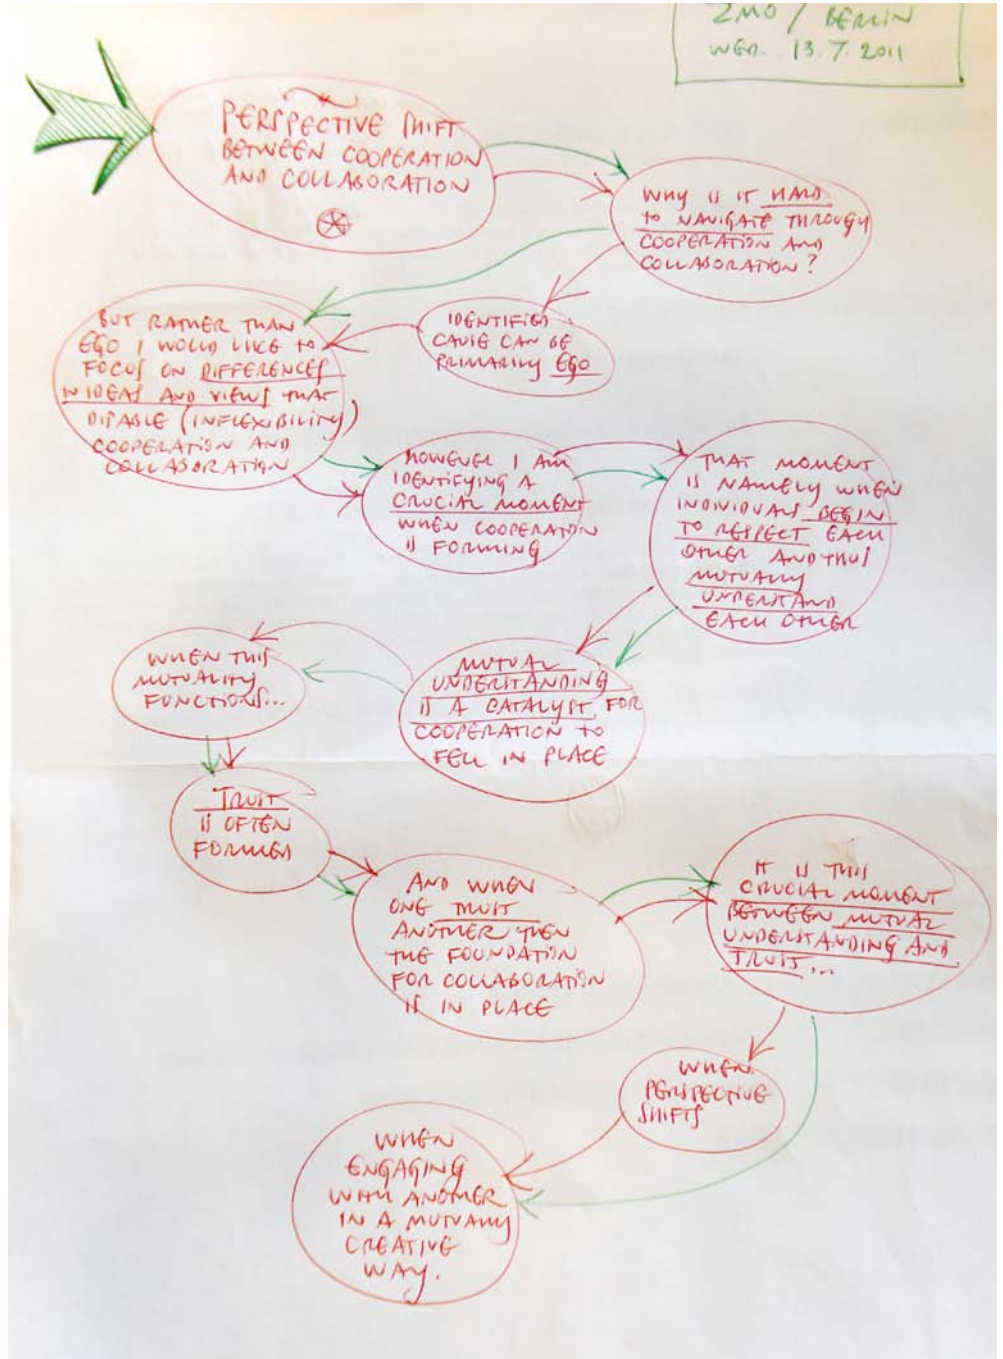 ZMO / BERLIN
WED. 13.7.2011
PERSPECTIVE SHIFT
BETWEEN COOPERATION
AND COLLABORATION
WHY IS IT HARD
TO NAVIGATE THROUGH
COOPERATION AND
COLLABORATION?
IDENTIFIED
CAUSE CAN BE
PRIMARILY EGO
BUT RATHER THAN
EGO I WOULD LIKE TO
FOCUS ON DIFFERENCES
IN IDEAS AND VIEWS THAT
DISABLE (INFLEXIBILITY)
COOPERATION AND
COLLABORATION
HOWEVER I AM
IDENTIFYING A
CRUCIAL MOMENT
WHEN COOPERATION
IS FORMING
THAT MOMENT
IS NAMELY WHEN
INDIVIDUALS BEGIN
TO RESPECT EACH
OTHER AND THUS
MUTUALLY
UNDERSTAND
EACH OTHER
MUTUAL
UNDERSTANDING
IS A CATALYST FOR
COOPERATION TO
FELL IN PLACE
WHEN THIS
MUTUALITY
FUNCTIONS...
TRUST
IS OFTEN
FORMED
AND WHEN
ONE TRUST
ANOTHER THEN
THE FOUNDATION
FOR COLLABORATION
IS IN PLACE
IT IS THIS
CRUCIAL MOMENT
BETWEEN MUTUAL
UNDERSTANDING AND
TRUST...
WHEN
PERSPECTIVE
SHIFTS
WHEN
ENGAGING
WITH ANOTHER
IN A MUTUALLY
CREATIVE
WAY.